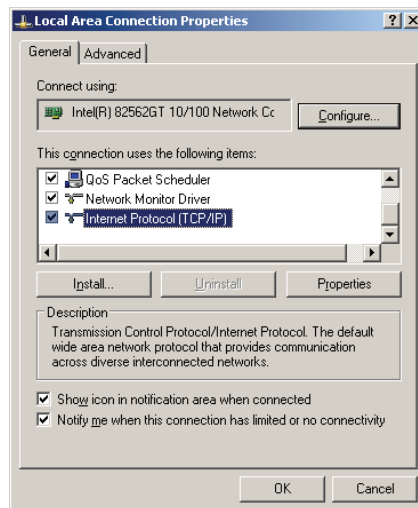 Local Area Connection Properties
General
Advanced
Connect using:
Intel(R) 82562GT 10/100 Network Cc
Configure...
This connection uses the following items:
QoS Packet Scheduler
Network Monitor Driver
Internet Protocol (TCP/IP)
Install...
Uninstall
Properties
Description
Transmission Control Protocol/Internet Protocol. The default
wide area network protocol that provides communication
across diverse interconnected networks.
Show icon in notification area when connected
Notify me when this connection has limited or no connectivity
OK
Cancel